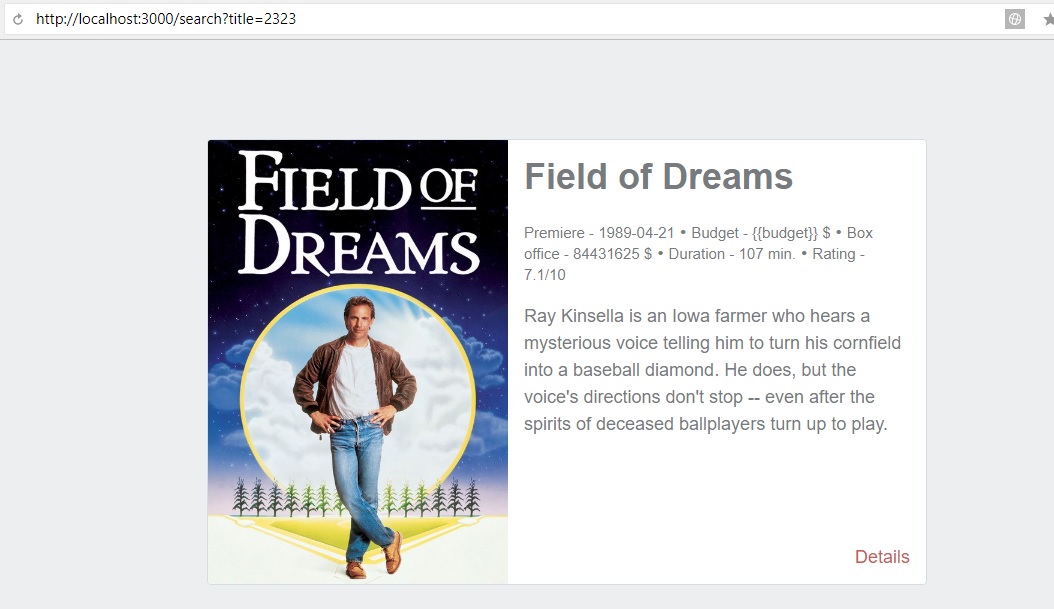 http://localhost:3000/search?title=2323
FIELD OF
DREAMS
Field of Dreams
Premiere - 1989-04-21 • Budget - {{budget}} $ • Box
office - 84431625 $ • Duration - 107 min. • Rating -
7.1/10
Ray Kinsella is an Iowa farmer who hears a
mysterious voice telling him to turn his cornfield
into a baseball diamond. He does, but the
voice's directions don't stop -- even after the
spirits of deceased ballplayers turn up to play.
Details